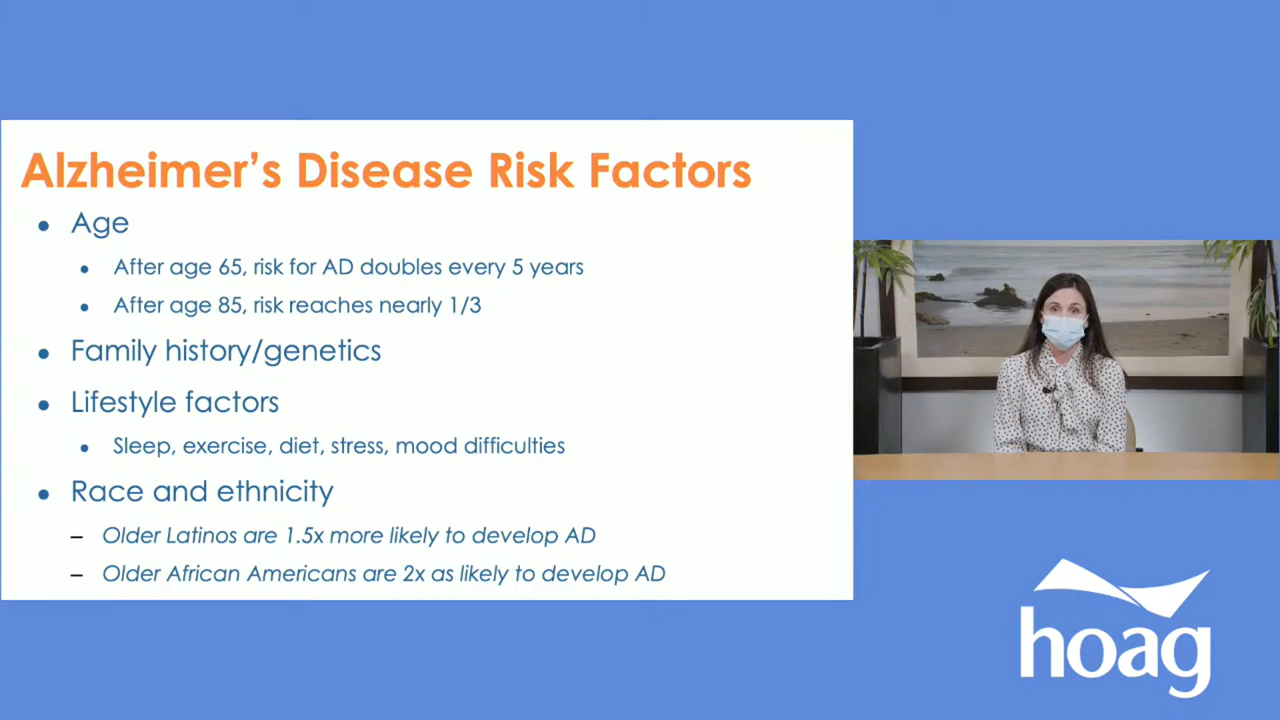 Alzheimer's Disease Risk Factors
• Age
• After age 65, risk for AD doubles every 5 years
• After age 85, risk reaches nearly 1/3
• Family history/genetics
• Lifestyle factors
• Sleep, exercise, diet, stress, mood difficulties
• Race and ethnicity
– Older Latinos are 1.5x more likely to develop AD
– Older African Americans are 2x as likely to develop AD
hoag